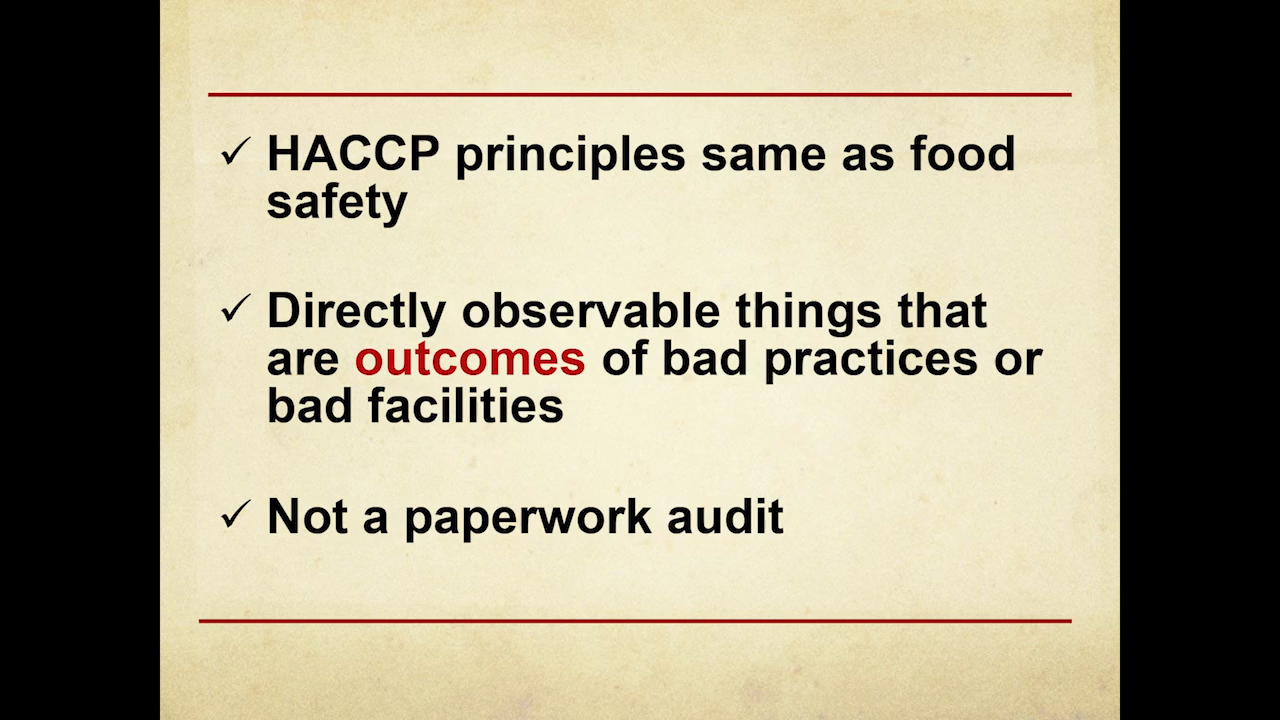 ✓ HACCP principles same as food
safety
✓ Directly observable things that
are outcomes of bad practices or
bad facilities
✓ Not a paperwork audit